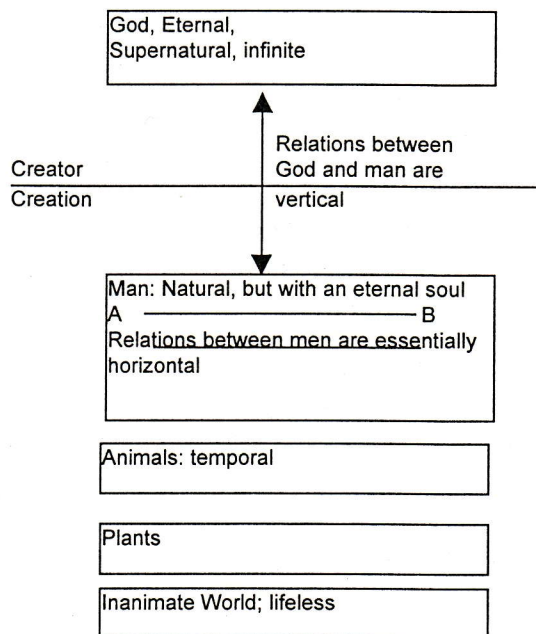 God, Eternal,
Supernatural, infinite
Relations between
God and man are
vertical
Creator
Creation
Man: Natural, but with an eternal soul
A B
Relations between men are essentially
horizontal
Animals: temporal
Plants
Inanimate World; lifeless